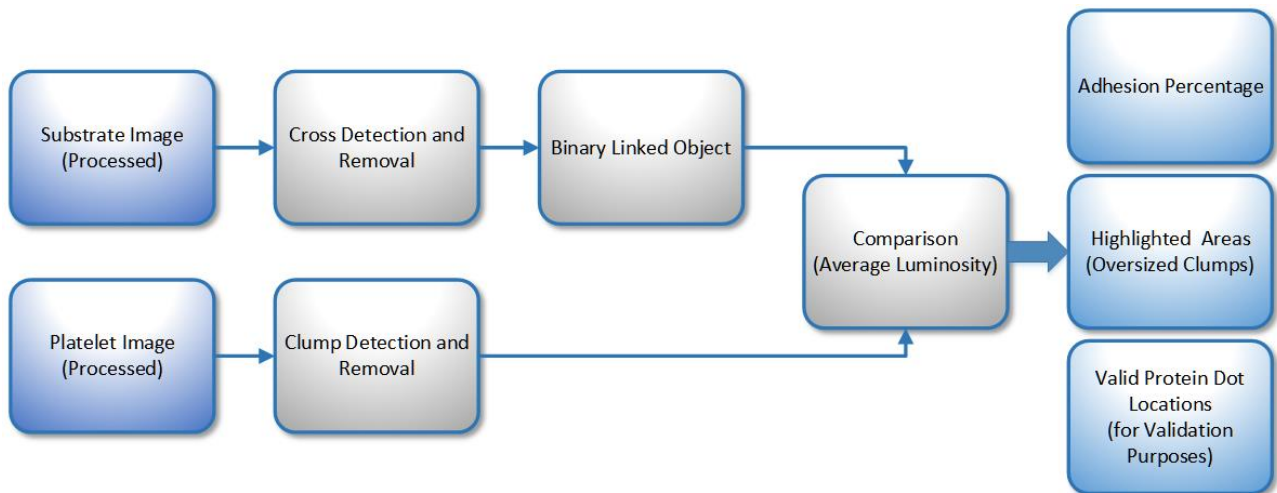 Substrate Image
(Processed)
Cross Detection and
Removal
Binary Linked Object
Platelet Image
(Processed)
Clump Detection and
Removal
Comparison
(Average Luminosity)
Adhesion Percentage
Highlighted Areas
(Oversized Clumps)
Valid Protein Dot
Locations
(for Validation
Purposes)